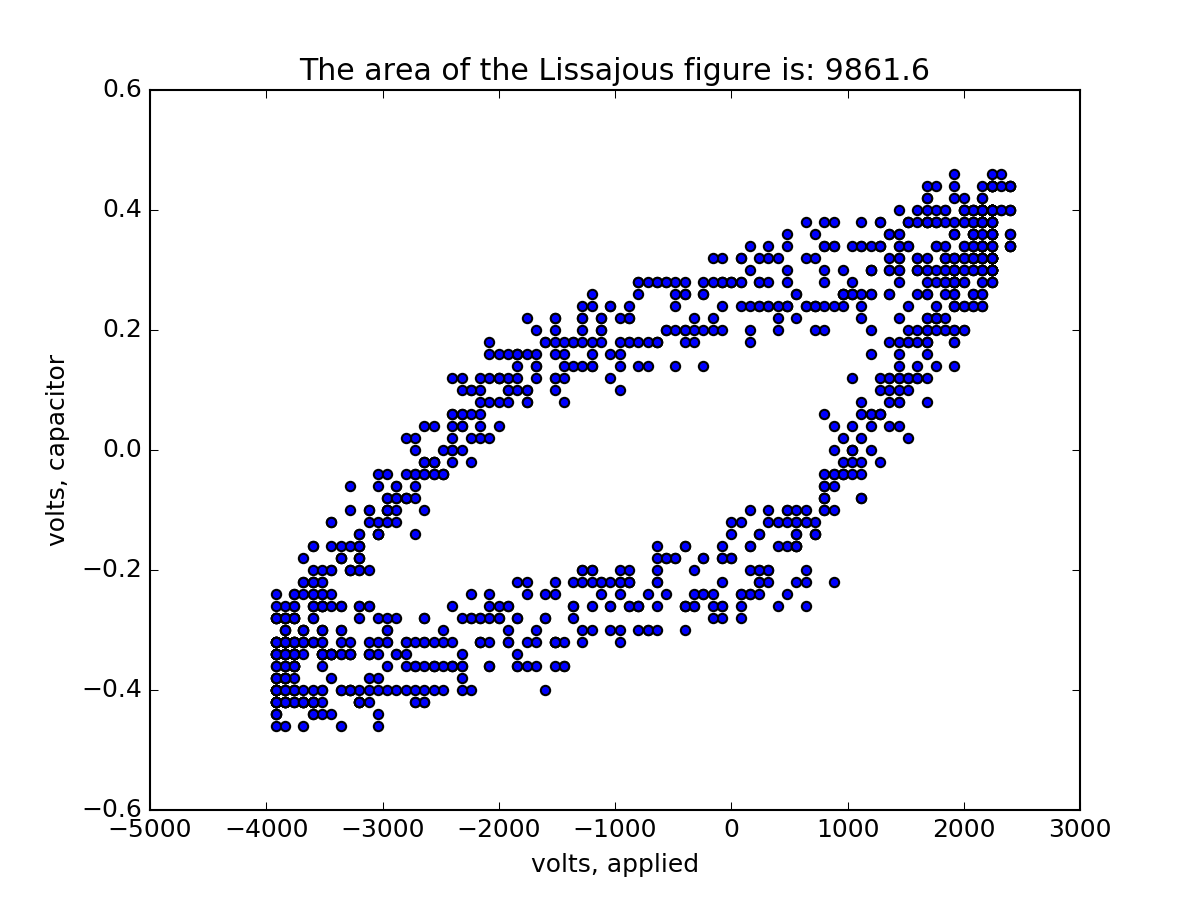 The area of the Lissajous figure is: 9861.6
0.6
0.4
0.2
0.0
−0.2
−0.4
−0.6
volts, capacitor
−5000 −4000 −3000 −2000 −1000 0 1000 2000 3000
volts, applied